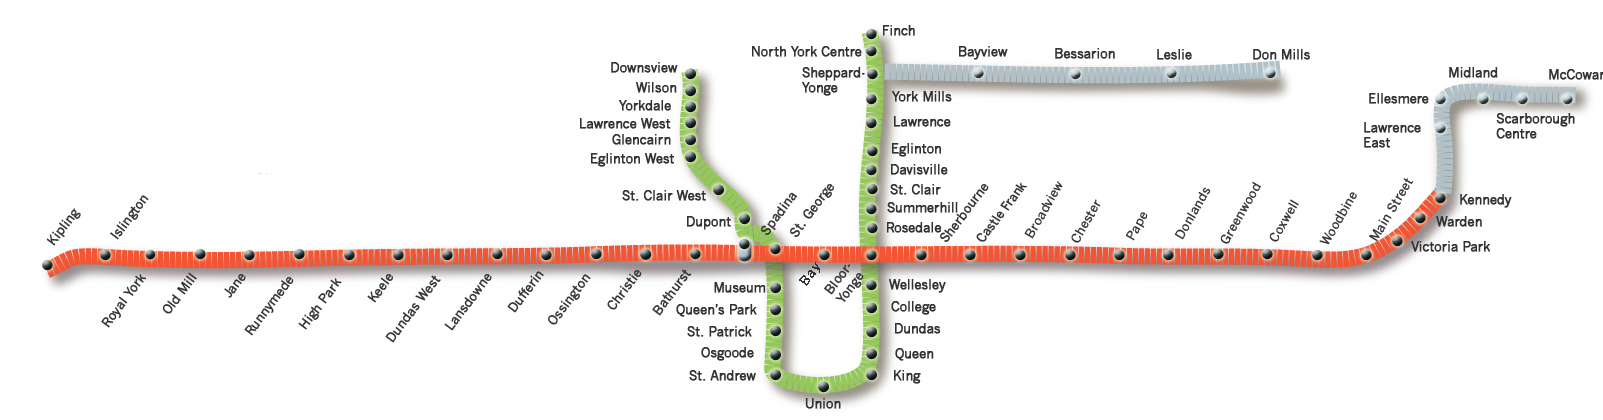 Finch
North York Centre
Bayview
Bessarion
Leslie
Don Mills
Downsview
Sheppard-
Yonge
Midland
McCowan
Wilson
Yorkdale
York Mills
Ellesmere
Lawrence West
Lawrence
Scarborough
Centre
Glencairn
Lawrence
East
Eglinton West
Eglinton
Davisville
St. Clair West
St. Clair
Summerhill
Dupont
Rosedale
Kipling
Islington
Spadina
St. George
Sherbourne
Castle Frank
Broadview
Chester
Pape
Donlands
Greenwood
Coxwell
Woodbine
Main Street
Kennedy
Warden
Victoria Park
Royal York
Old Mill
Jane
Runnymede
High Park
Keele
Dundas West
Lansdowne
Dufferin
Ossington
Christie
Bathurst
Bay
Bloor-
Yonge
Museum
Wellesley
Queen's Park
College
St. Patrick
Dundas
Osgoode
Queen
St. Andrew
King
Union